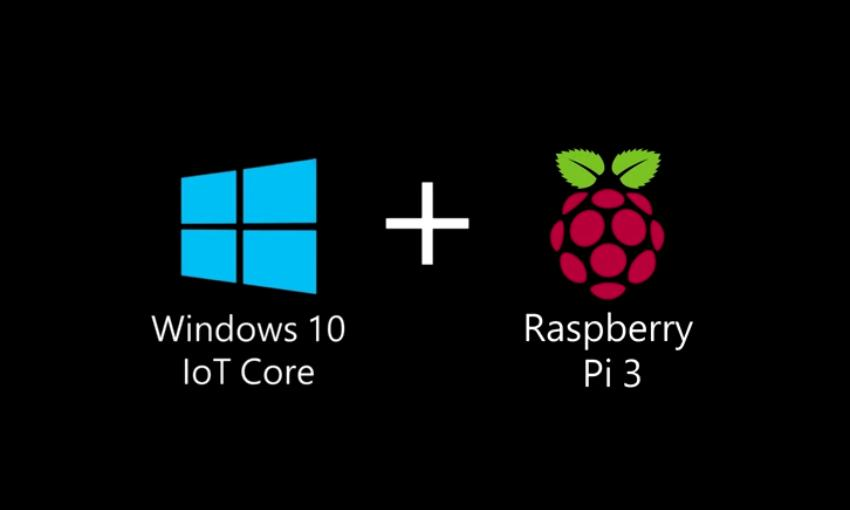 Windows 10
IoT Core
+
Raspberry
Pi 3